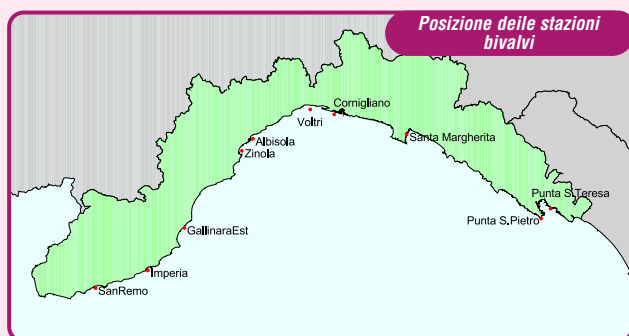 Posizione deile stazioni
bivalvi
Cornigliano
Voltri
Albisola
Zinola
Santa Margherita
Punta S.Teresa
Punta S.Pietro
GallinaraEst
Imperia
SanRemo